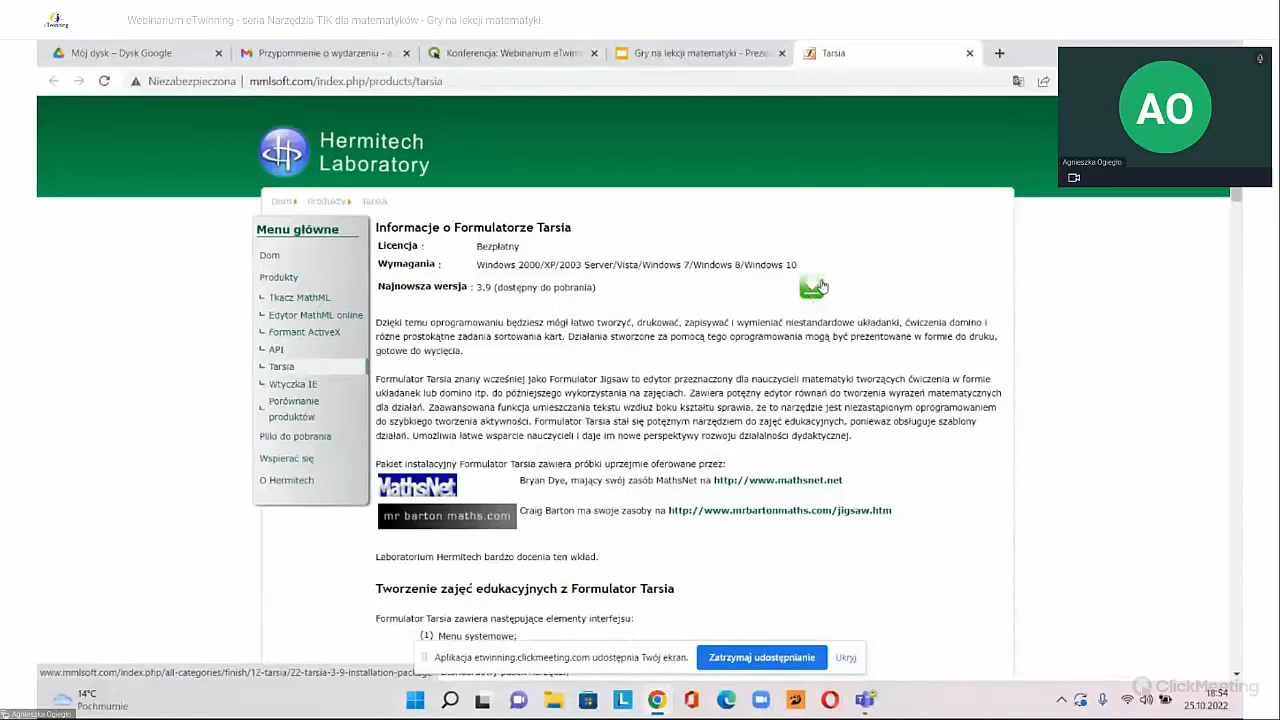 eTwinning
Webinarium eTwinning - seria Narzędzia TIK dla matematyków - Gry na lekcji matematyki.
Mój dysk – Dysk Google
Przypomnienie o wydarzeniu - a
Konferencja: Webinarium eTwinn
Gry na lekcji matematyki - Preze
Tarsia
Niezabezpieczona
mmlsoft.com/index.php/products/tarsia
AO
Agnieszka Ogiegło
Hermitech
Laboratory
Dom
Produkty
Tarsia
Menu główne
Dom
Produkty
Tkacz MathML
Edytor MathML online
Formant ActiveX
API
Tarsia
Wtyczka IE
Porównanie
produktów
Pliki do pobrania
Wspierać się
O Hermitech
Informacje o Formulatorze Tarsia
Licencja : Bezpłatny
Wymagania : Windows 2000/XP/2003 Server/Vista/Windows 7/Windows 8/Windows 10
Najnowsza wersja : 3.9 (dostępny do pobrania)
Dzięki temu oprogramowaniu będziesz mógł łatwo tworzyć, drukować, zapisywać i wymieniać niestandardowe układanki, ćwiczenia domino i
różne prostokątne zadania sortowania kart. Działania stworzone za pomocą tego oprogramowania mogą być prezentowane w formie do druku,
gotowe do wycięcia.
Formulator Tarsia znany wcześniej jako Formulator Jigsaw to edytor przeznaczony dla nauczycieli matematyki tworzących ćwiczenia w formie
układanek lub domino itp. do późniejszego wykorzystania na zajęciach. Zawiera potężny edytor równań do tworzenia wyrażeń matematycznych
dla działań. Zaawansowana funkcja umieszczania tekstu wzdłuż boku kształtu sprawia, że to narzędzie jest niezastąpionym oprogramowaniem
do szybkiego tworzenia aktywności. Formulator Tarsia stał się potężnym narzędziem do zajęć edukacyjnych, ponieważ obsługuje szablony
działań. Umożliwia łatwe wsparcie nauczycieli i daje im nowe perspektywy rozwoju działalności dydaktycznej.
Pakiet instalacyjny Formulator Tarsia zawiera próbki uprzejmie oferowane przez:
MathsNet
Bryan Dye, mający swój zasób MathsNet na http://www.mathsnet.net
mr barton maths.com
Craig Barton ma swoje zasoby na http://www.mrbartonmaths.com/jigsaw.htm
Laboratorium Hermitech bardzo docenia ten wkład.
Tworzenie zajęć edukacyjnych z Formulator Tarsia
Formulator Tarsia zawiera następujące elementy interfejsu:
(1) Menu systemowe;
Aplikacja etwinning.clickmeeting.com udostępnia Twój ekran.
Zatrzymaj udostępnianie
Ukryj
www.mmlsoft.com/index.php/all-categories/finish/12-tarsia/22-tarsia-3-9-installation-package
14°C
Pochmurnie
ClickMeeting
18:54
25.10.2022
Agnieszka Ogiegło